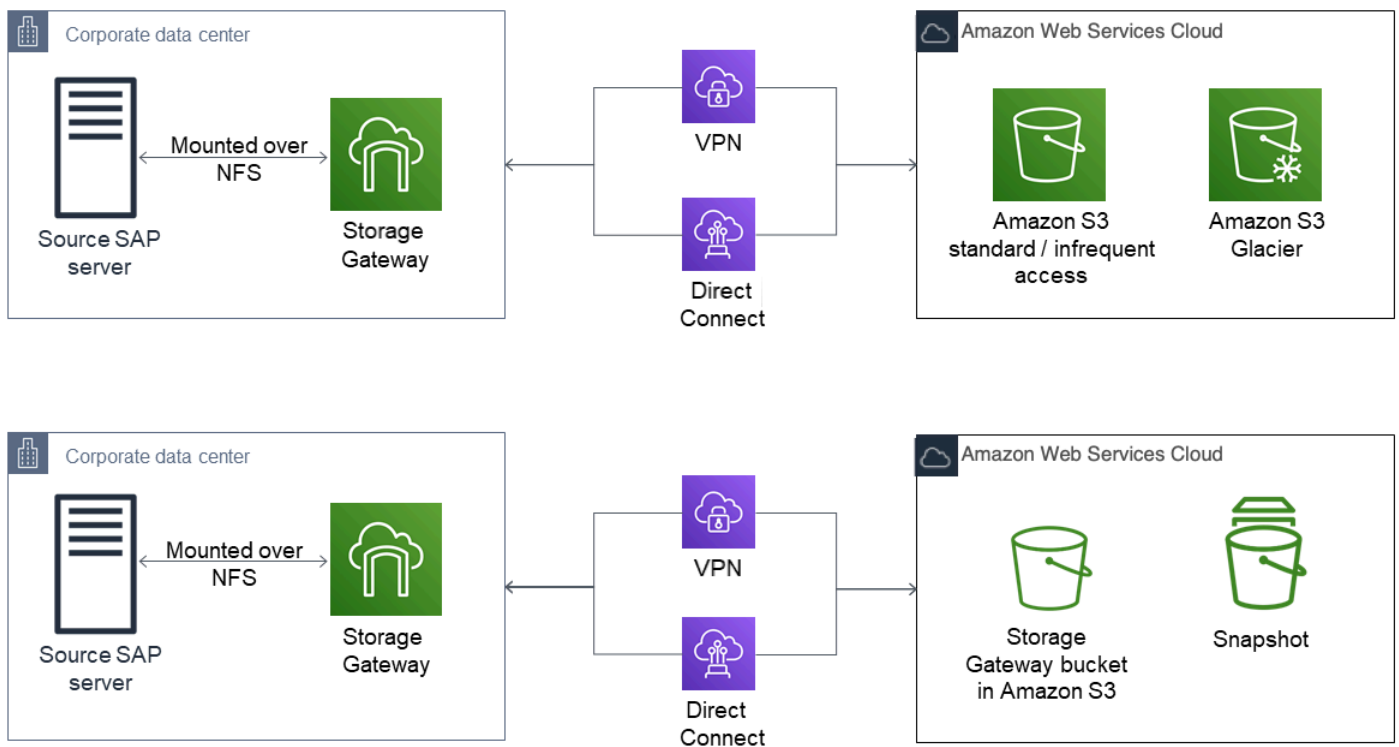 Corporate data center
Amazon Web Services Cloud
Mounted over
NFS
VPN
Source SAP
server
Storage
Gateway
Direct
Connect
Amazon S3
standard / infrequent
access
Amazon S3
Glacier
Corporate data center
Amazon Web Services Cloud
Mounted over
NFS
VPN
Source SAP
server
Storage
Gateway
Direct
Connect
Storage
Gateway bucket
in Amazon S3
Snapshot